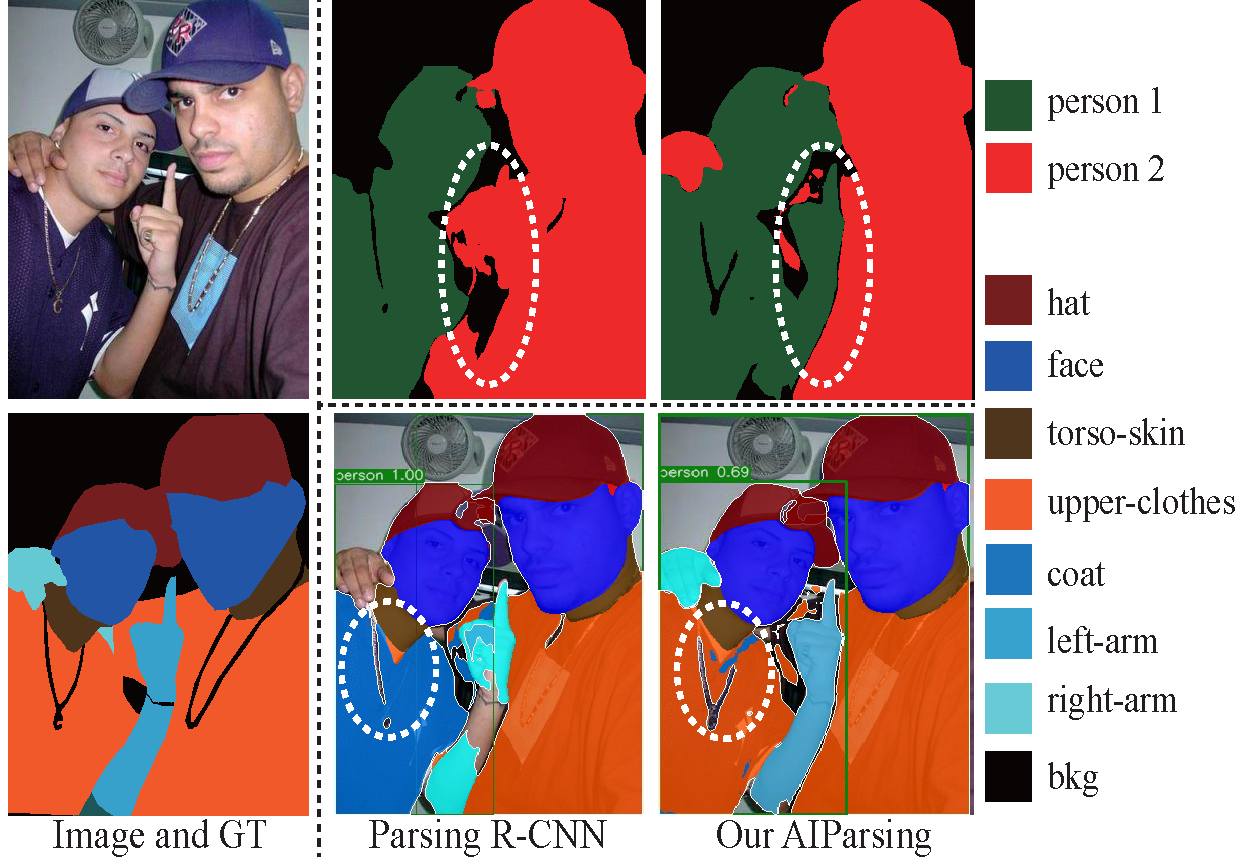 person 1
person 2
hat
face
torso-skin
upper-clothes
coat
left-arm
right-arm
bkg
person 1.00
person 0.69
Image and GT
Parsing R-CNN
Our AIParsing